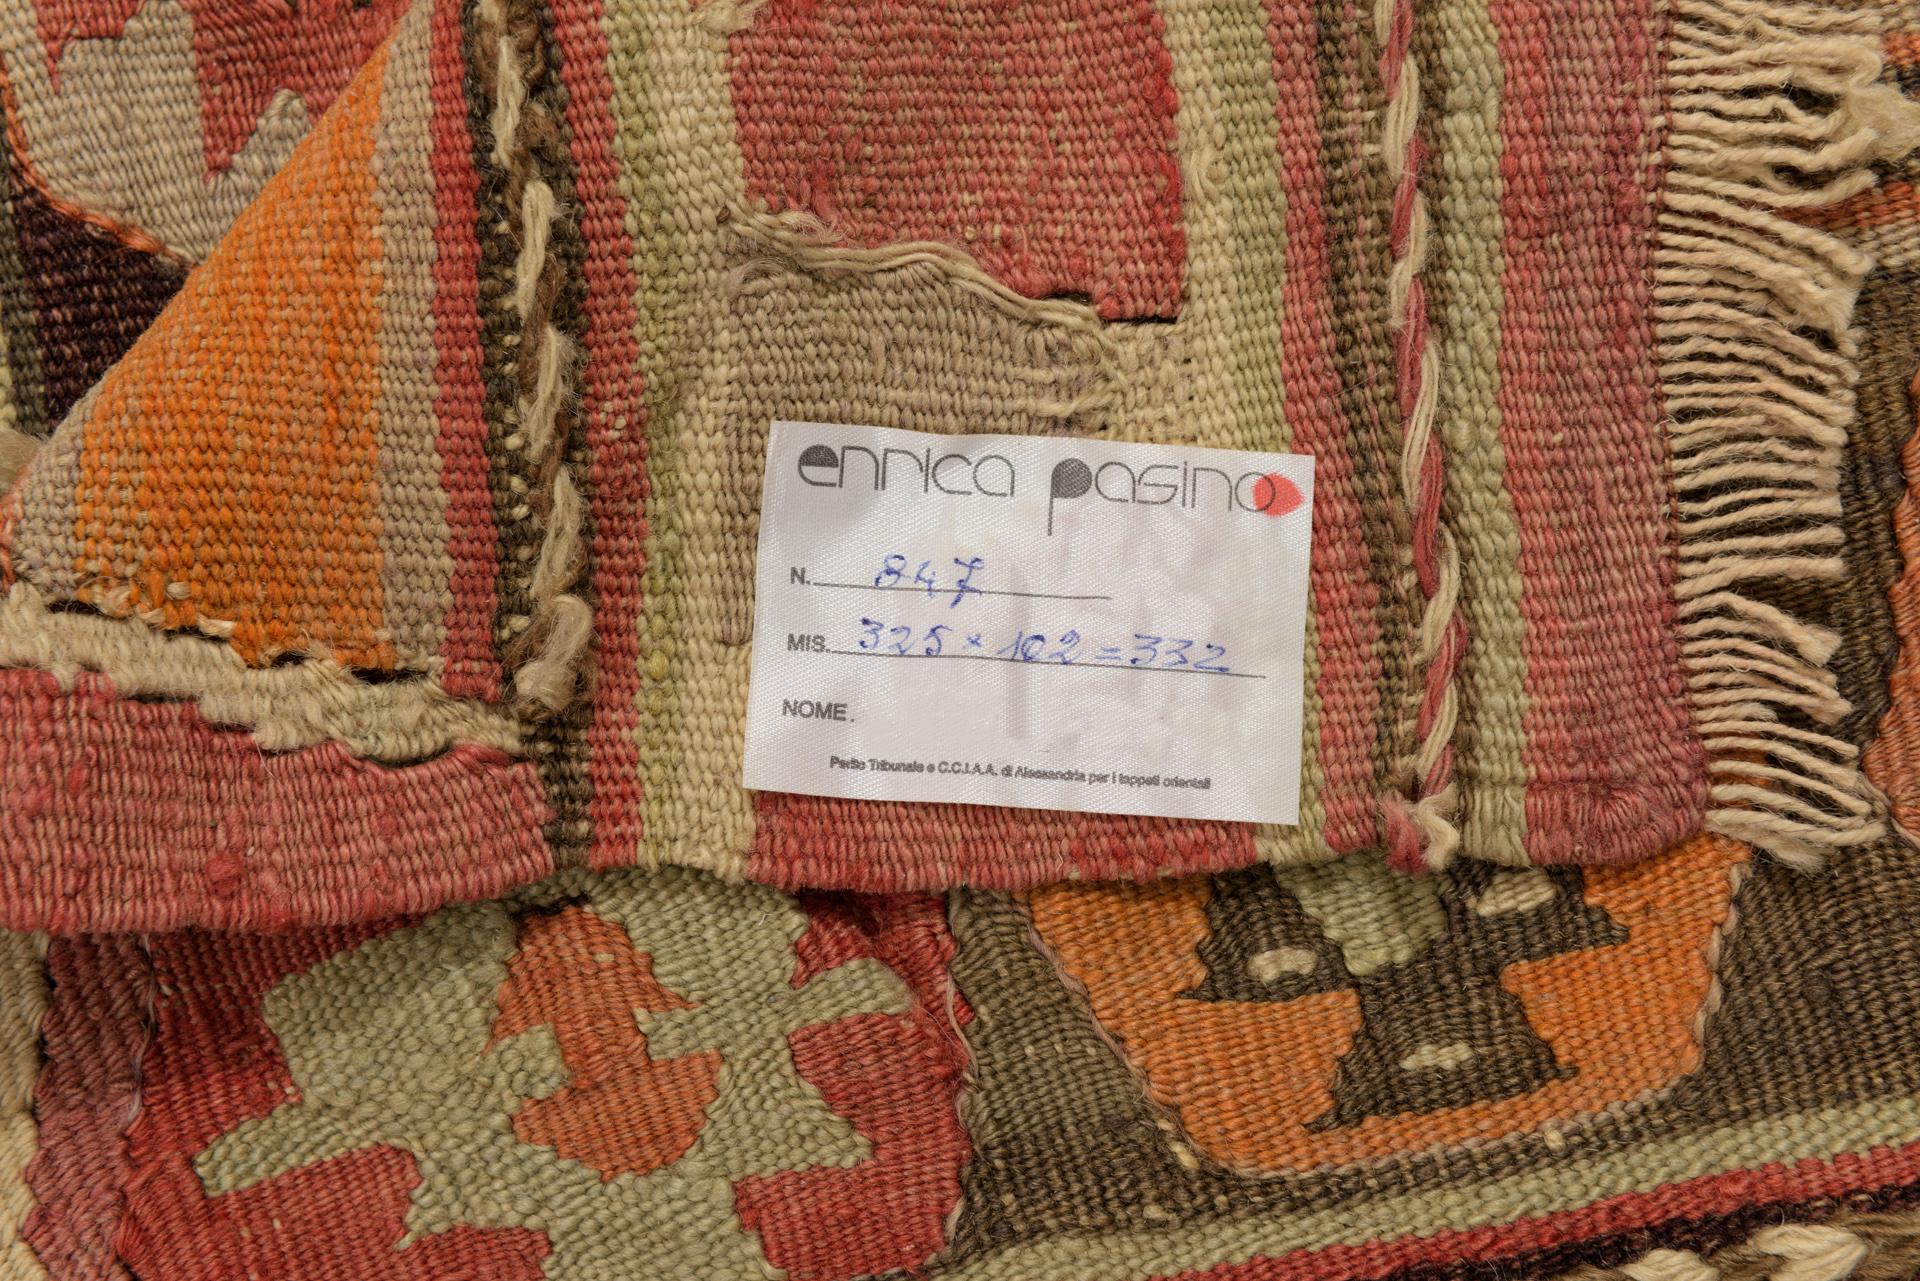 enrica pasino
N. 847
MIS. 325 x 102 = 332
NOME.
Perito Tribunale e C.C.I.A.A. di Alessandria per i tappeti orientali